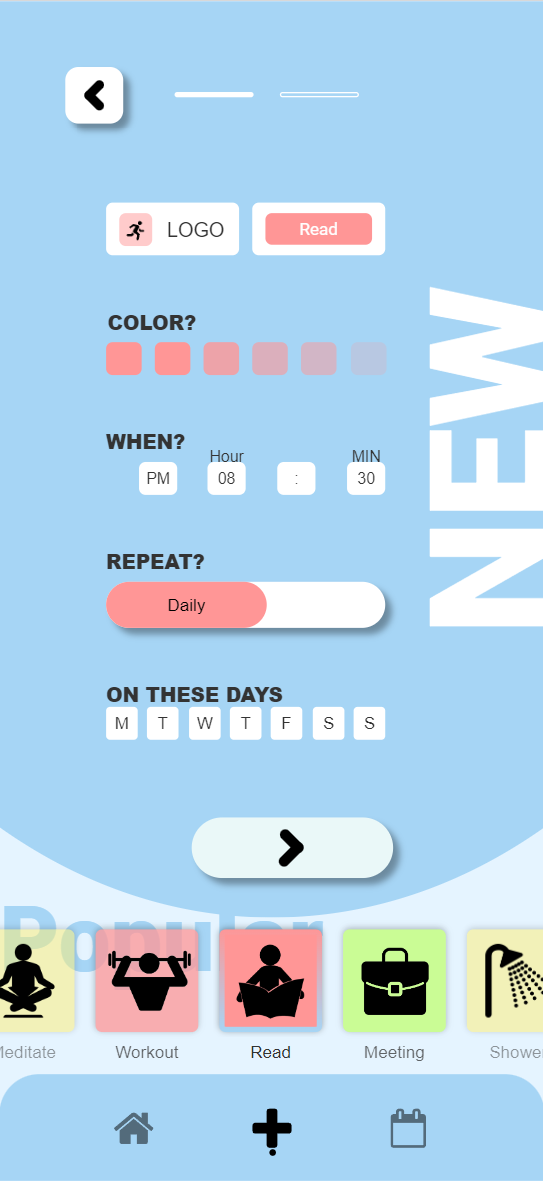 LOGO
Read
COLOR?
NEW
WHEN?
Hour
MIN
PM
08
:
30
REPEAT?
Daily
ON THESE DAYS
M T W T F S S
Popular
Meditate
Workout
Read
Meeting
Shower